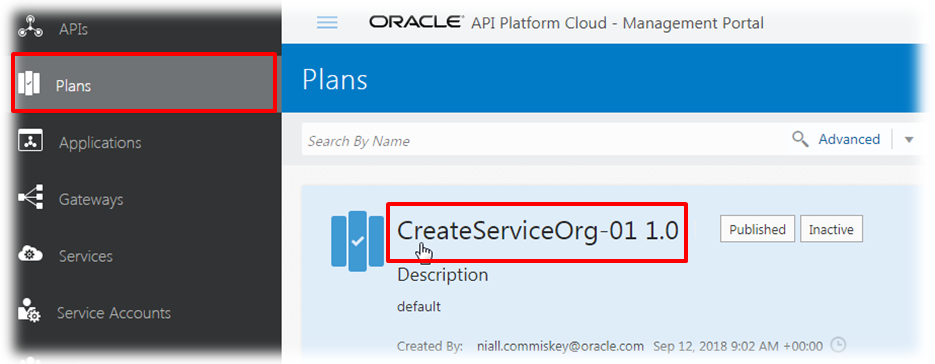 APIs
Plans
Applications
Gateways
Services
Service Accounts
ORACLE® API Platform Cloud - Management Portal
Plans
Search By Name
Advanced
CreateServiceOrg-01 1.0
Published
Inactive
Description
default
Created By: niall.commiskey@oracle.com Sep 12, 2018 9:02 AM +00:00